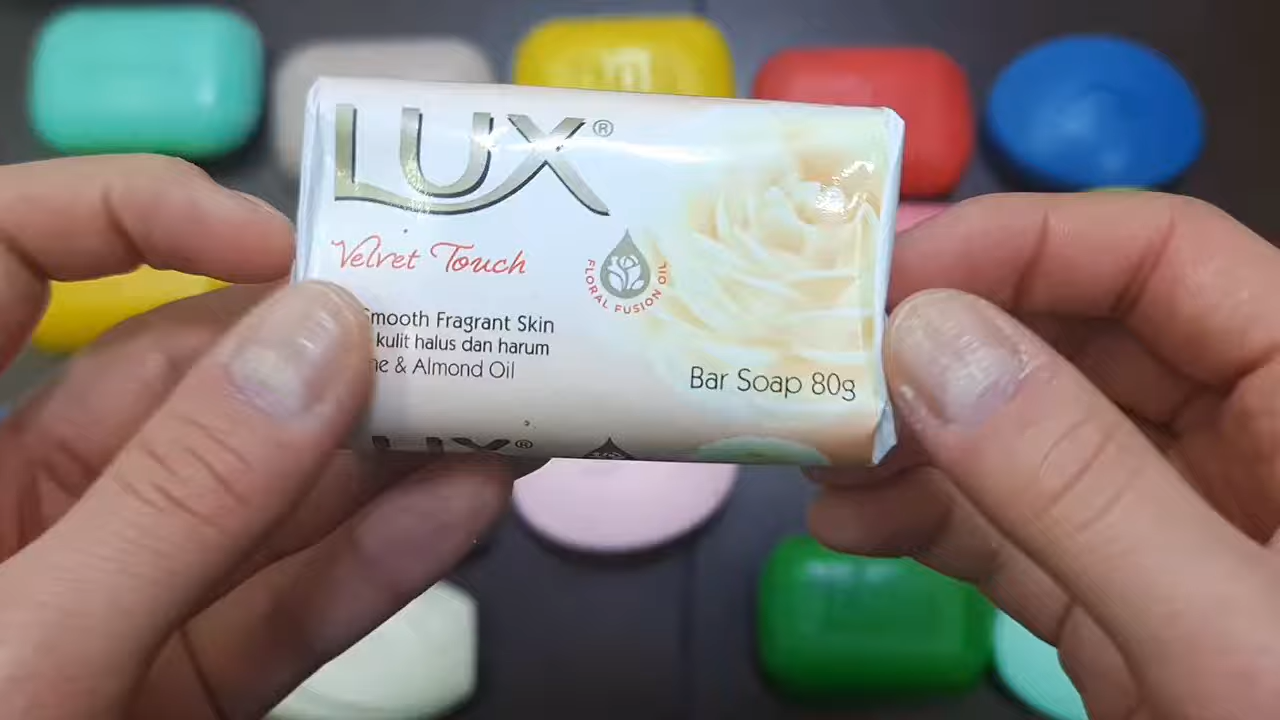 LUX®
Velvet Touch
FLORAL FUSION OIL
Smooth Fragrant Skin
kulit halus dan harum
& Almond Oil
Bar Soap 80g
LUX®